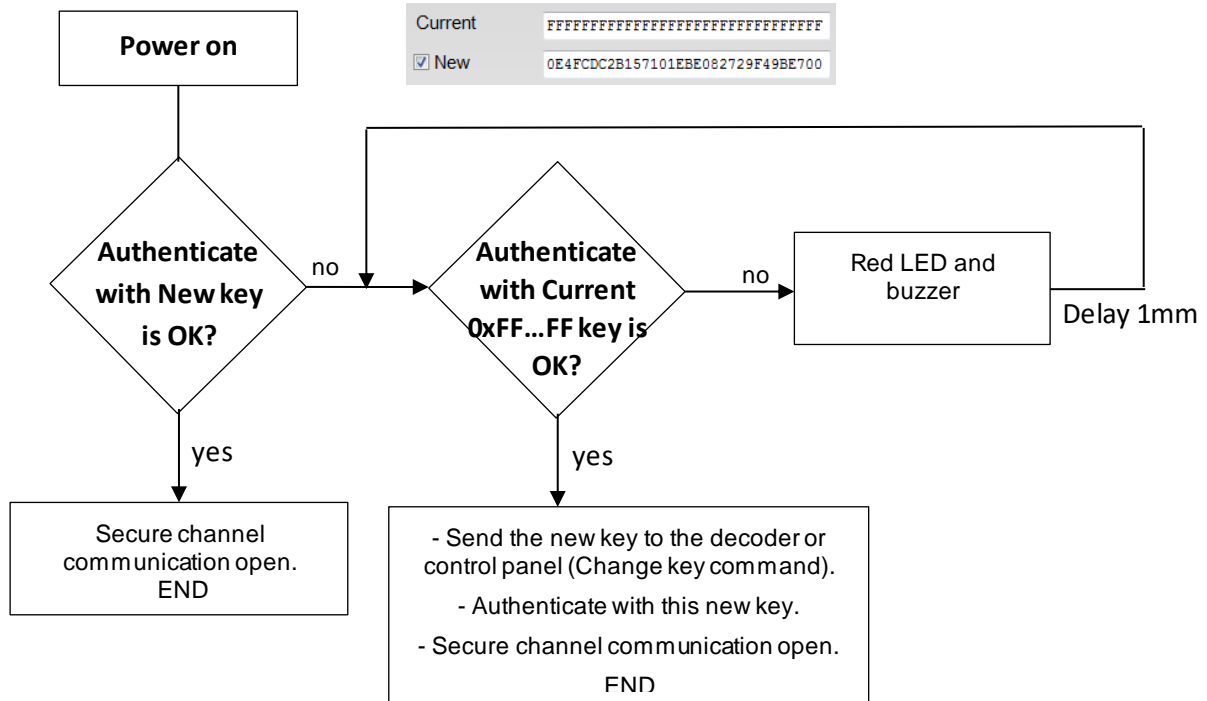 Power on
Current FFFFFFFFFFFFFFFFFFFFFFFFFFFFFFFF
New 0E4FCDC2B157101EBE082729F49BE700
Authenticate
with New key
is OK?
no
Authenticate
with Current
0xFF...FF key is
OK?
no
Red LED and
buzzer
Delay 1mm
yes
yes
Secure channel
communication open.
END
- Send the new key to the decoder or
control panel (Change key command).
- Authenticate with this new key.
- Secure channel communication open.
END